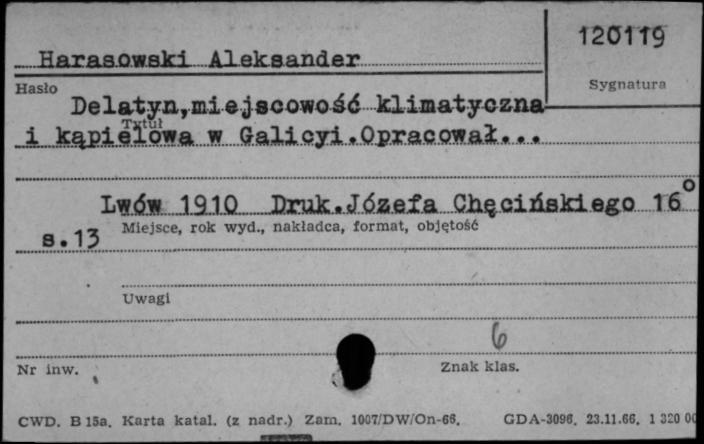 120119
Harasowski Aleksander
Hasło
Sygnatura
Delatyn,miejscowość klimatyczna
Tytuł
i kąpielowa w Galicyi.Opracował...
Lwów 1910 Druk.Józefa Chęcińskiego 16°
s.13
Miejsce, rok wyd., nakładca, format, objętość
Uwagi
6
Nr inw.
Znak klas.
CWD. B 15a. Karta katal. (z nadr.) Zam. 1007/DW/On-66. GDA-3096. 23.11.66. 1 320 00